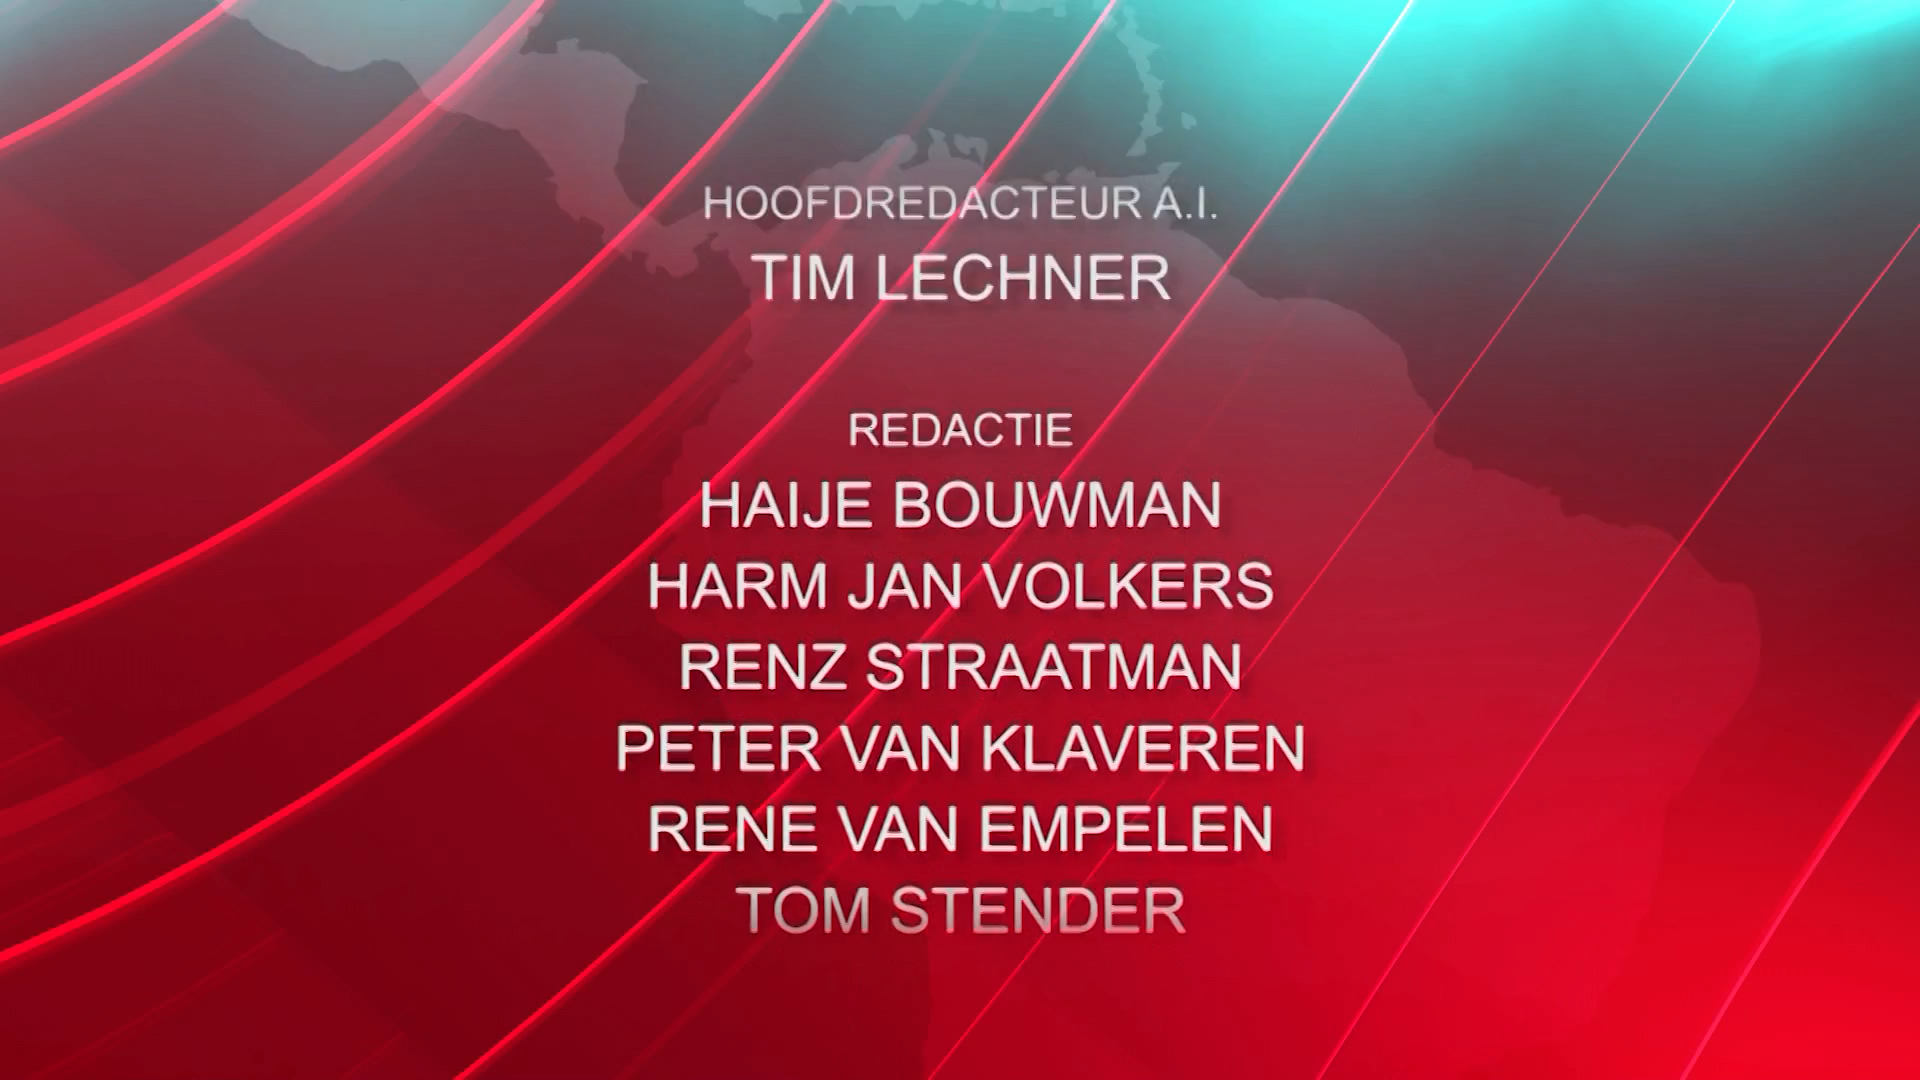 HOOFDREDACTEUR A.I.
TIM LECHNER
REDACTIE
HAIJE BOUWMAN
HARM JAN VOLKERS
RENZ STRAATMAN
PETER VAN KLAVEREN
RENE VAN EMPELEN
TOM STENDER